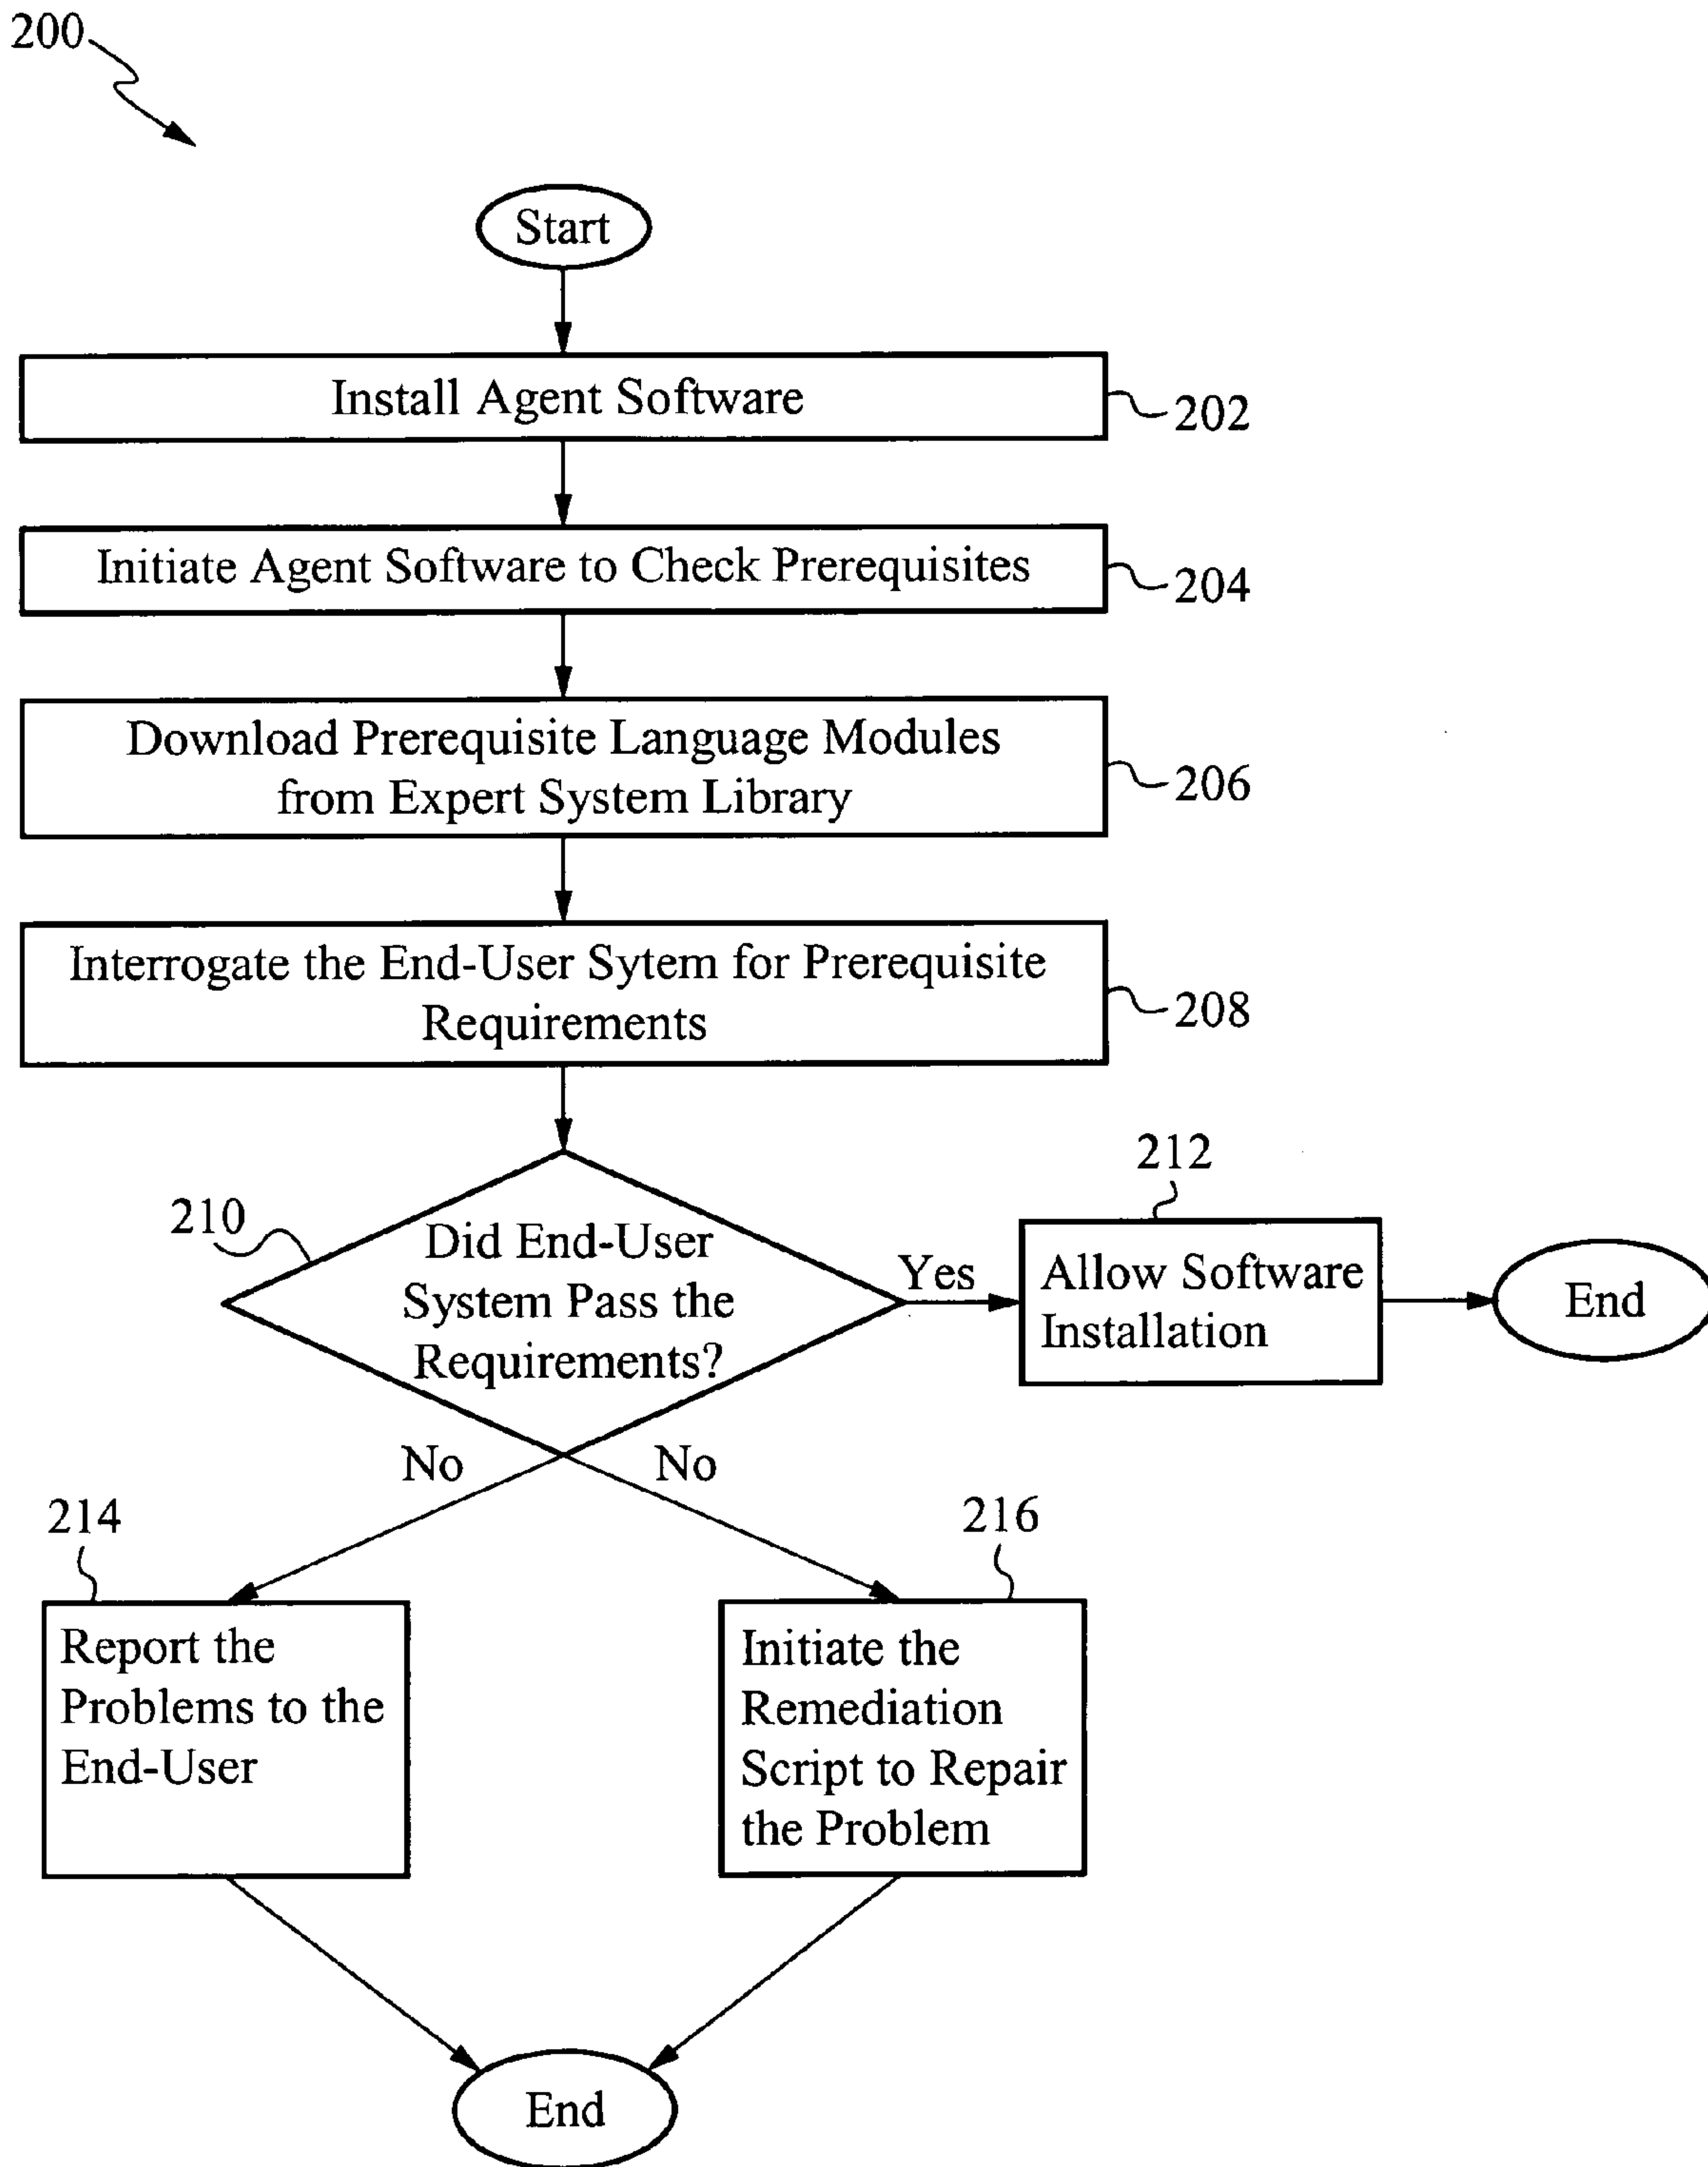 200
Start
Install Agent Software
202
Initiate Agent Software to Check Prerequisites
204
Download Prerequisite Language Modules
from Expert System Library
206
Interrogate the End-User Sytem for Prerequisite
Requirements
208
210
Did End-User
System Pass the
Requirements?
Yes
212
Allow Software
Installation
End
No
No
214
Report the
Problems to the
End-User
216
Initiate the
Remediation
Script to Repair
the Problem
End